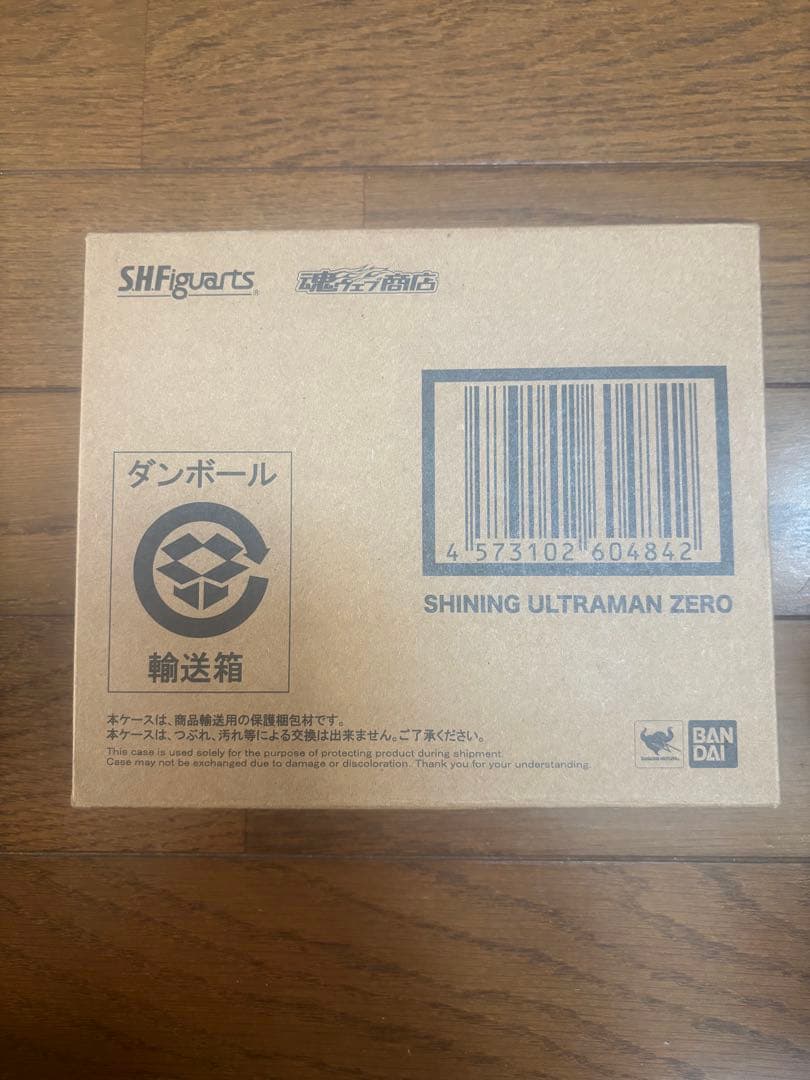 S.H.Figuarts®
魂ウェブ商店
4 573102 604842
SHINING ULTRAMAN ZERO
ダンボール
輸送箱
本ケースは、商品輸送用の保護梱包材です。
本ケースは、つぶれ、汚れ等による交換は出来ません。ご了承ください。
This case is used solely for the purpose of protecting product during shipment.
Case may not be exchanged due to damage or discoloration. Thank you for your understanding.
BAN
DAI